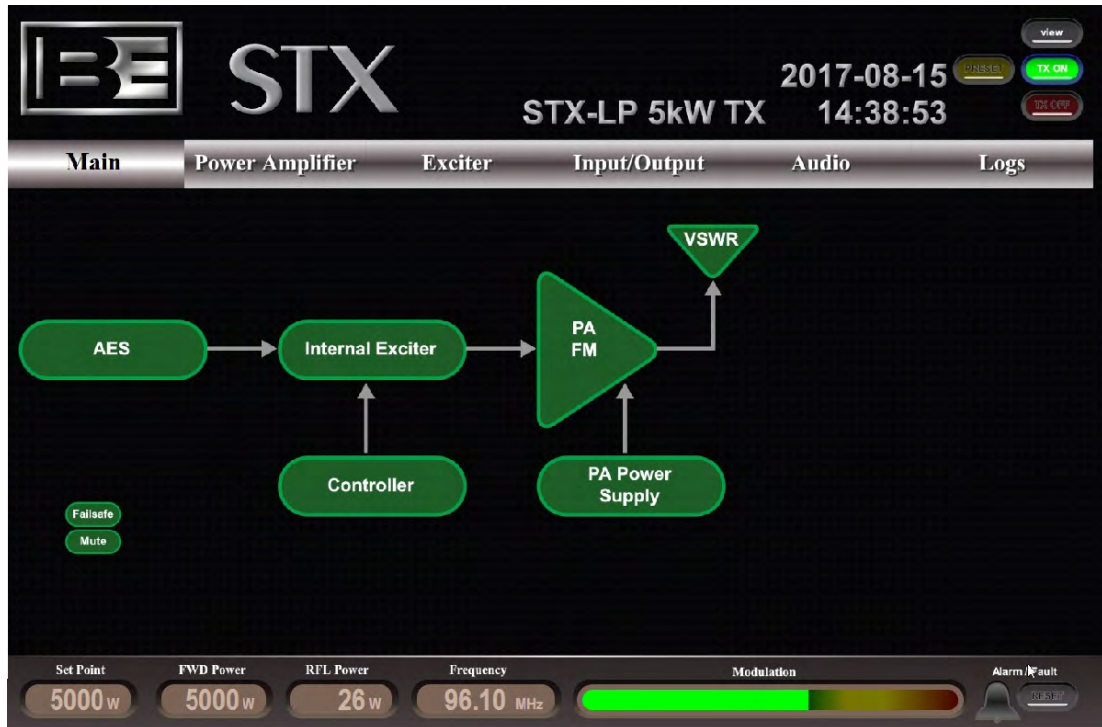 BE STX
view
2017-08-15 PRESET TX ON
STX-LP 5kW TX 14:38:53 TX OFF
Main Power Amplifier Exciter Input/Output Audio Logs
VSWR
PA
FM
AES Internal Exciter
Controller
PA Power
Supply
Failsafe
Mute
Set Point FWD Power RFL Power Frequency Modulation Alarm / Fault
5000 W 5000 W 26 W 96.10 MHz RESET